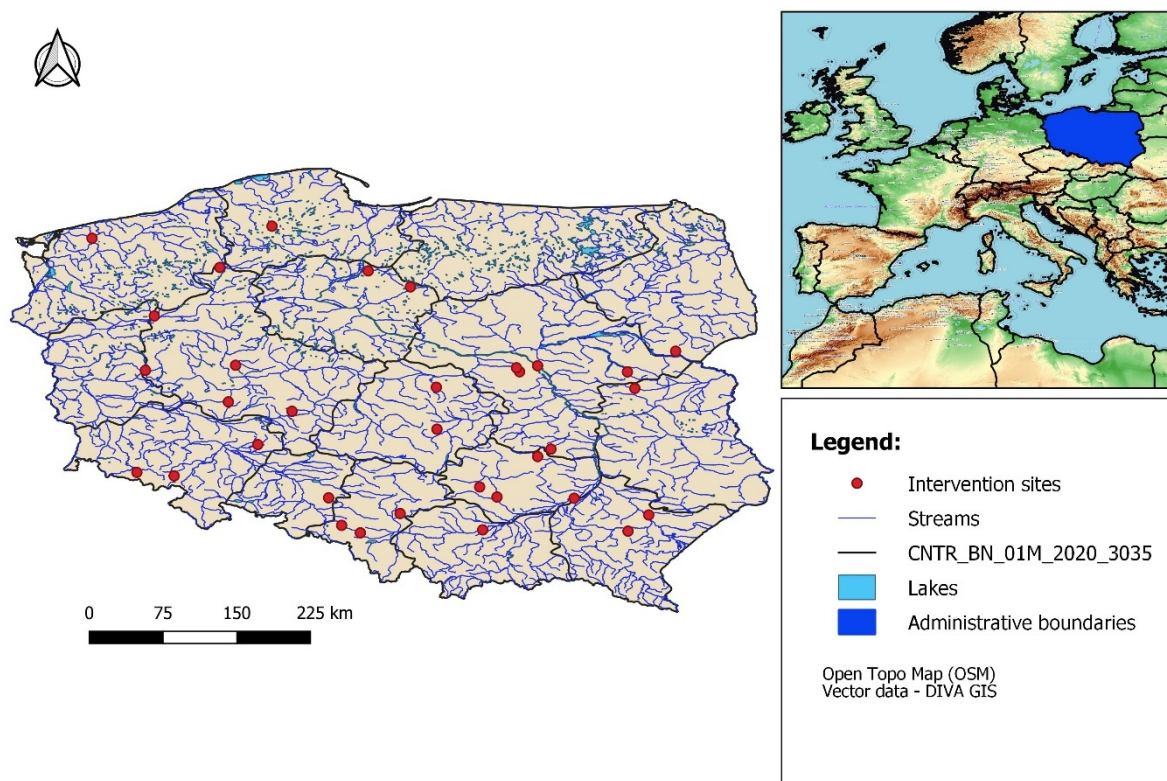 0 75 150 225 km
Legend:
Intervention sites
Streams
CNTR_BN_01M_2020_3035
Lakes
Administrative boundaries
Open Topo Map (OSM)
Vector data - DIVA GIS